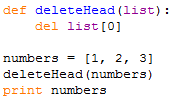 def deleteHead(list):
    del list[0]

numbers = [1, 2, 3]
deleteHead(numbers)
print numbers